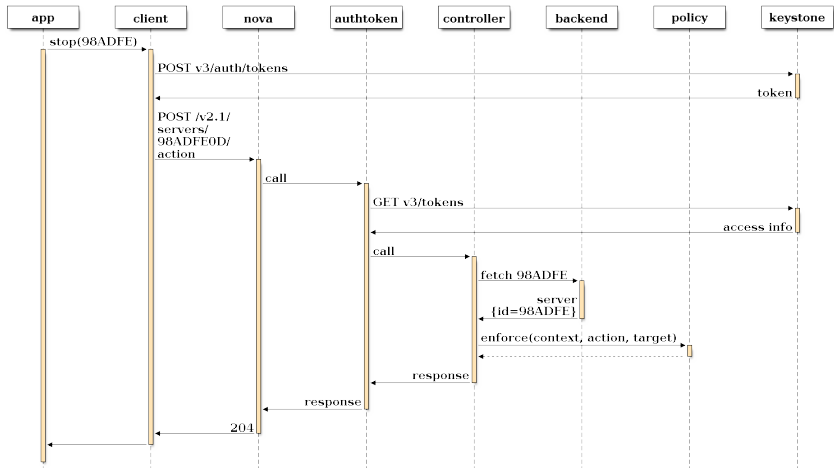 app
client
nova
authtoken
controller
backend
policy
keystone
stop(98ADFE)
POST v3/auth/tokens
token
POST /v2.1/
servers/
98ADFE0D/
action
call
GET v3/tokens
access info
call
fetch 98ADFE
server
{id=98ADFE}
enforce(context, action, target)
response
response
204